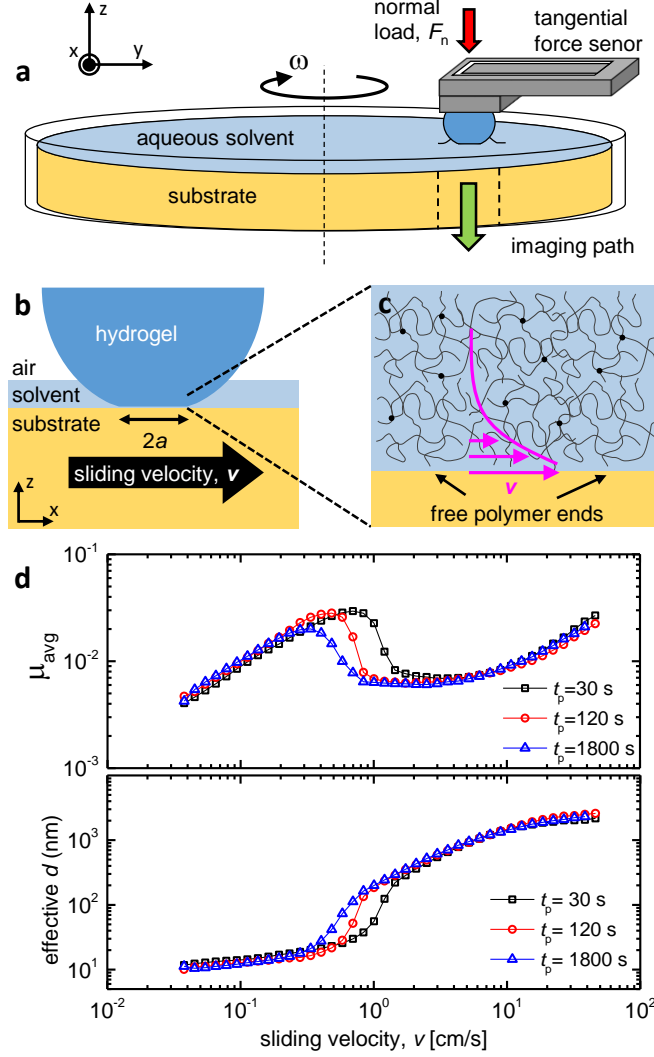 z
x
y
a
ω
normal
load, Fn
tangential
force senor
aqueous solvent
substrate
imaging path
b
hydrogel
air
solvent
substrate
2a
sliding velocity, v
z
x
c
v
free polymer ends
d
10⁻¹
10⁻²
10⁻³
μavg
tp=30 s
tp=120 s
tp=1800 s
10³
10²
10¹
effective d (nm)
tp= 30 s
tp= 120 s
tp= 1800 s
10⁻² 10⁻¹ 10⁰ 10¹ 10²
sliding velocity, v [cm/s]